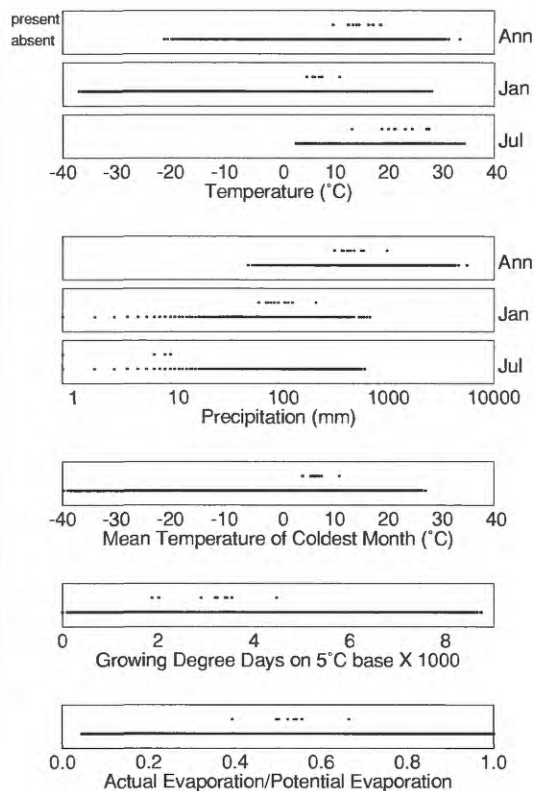 present
absent
Ann
Jan
Jul
-40 -30 -20 -10 0 10 20 30 40
Temperature (˚C)
Ann
Jan
Jul
1 10 100 1000 10000
Precipitation (mm)
-40 -30 -20 -10 0 10 20 30 40
Mean Temperature of Coldest Month (˚C)
0 2 4 6 8
Growing Degree Days on 5˚C base X 1000
0.0 0.2 0.4 0.6 0.8 1.0
Actual Evaporation/Potential Evaporation